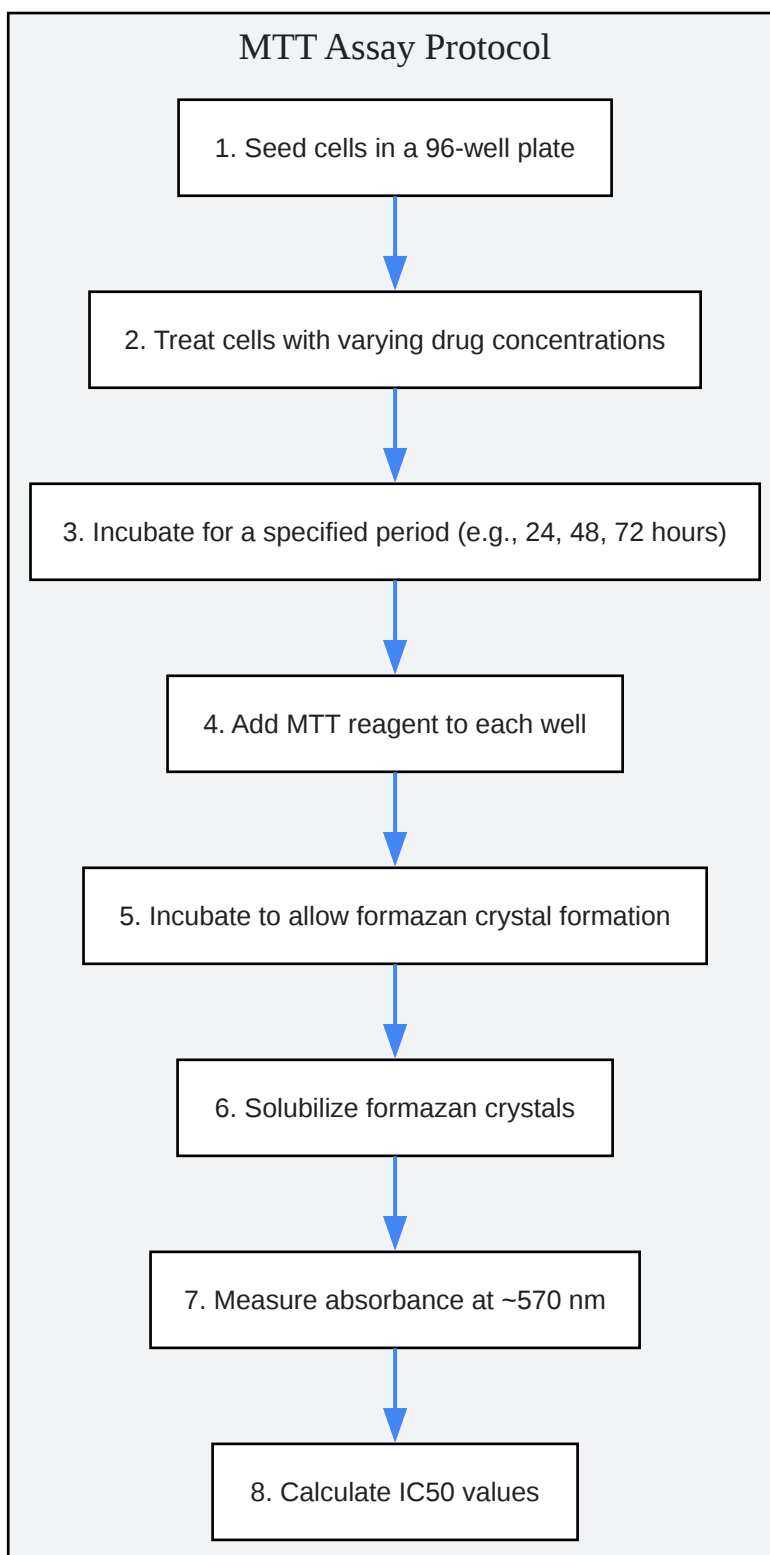 MTT Assay Protocol
1. Seed cells in a 96-well plate
2. Treat cells with varying drug concentrations
3. Incubate for a specified period (e.g., 24, 48, 72 hours)
4. Add MTT reagent to each well
5. Incubate to allow formazan crystal formation
6. Solubilize formazan crystals
7. Measure absorbance at ~570 nm
8. Calculate IC50 values